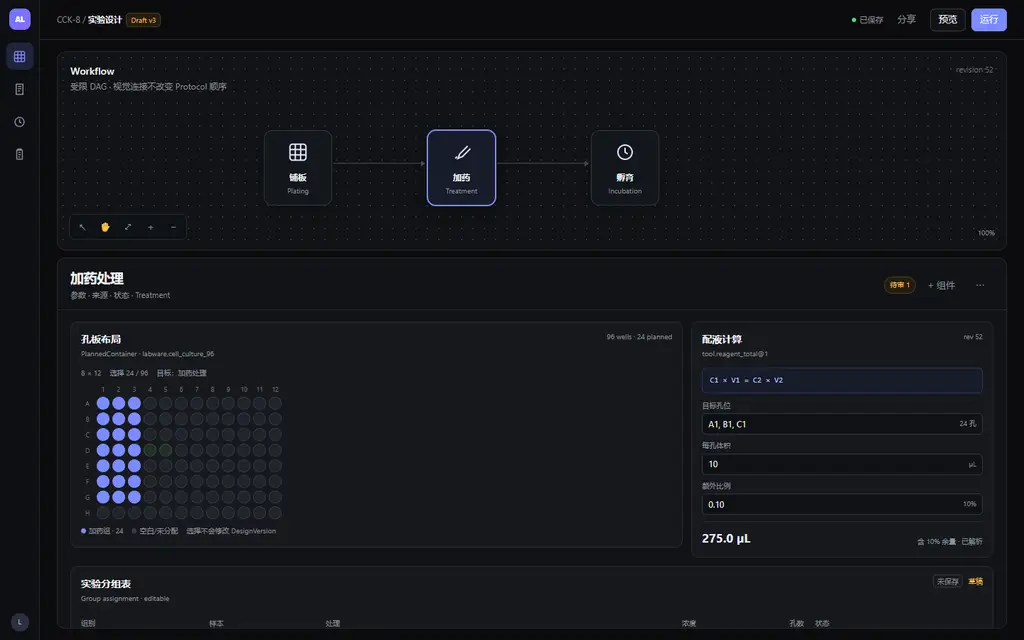 AL
CCK-8 / 实验设计 Draft v3
已保存 分享 预览 运行
Workflow
revision 52
受限 DAG · 视觉连接不改变 Protocol 顺序
铺板
Plating
加药
Treatment
孵育
Incubation
100%
加药处理
参数 · 来源 · 状态 · Treatment
待审 1 + 组件 ···
孔板布局
96 wells · 24 planned
PlannedContainer · labware.cell_culture_96
8 × 12 选择 24 / 96 目标: 加药处理
1 2 3 4 5 6 7 8 9 10 11 12
A
B
C
D
E
F
G
H
加药组 · 24 空白/未分配 选择不会修改 DesignVersion
配液计算
rev 52
tool.reagent_total@1
C1 × V1 = C2 × V2
目标孔位
A1, B1, C1 24 孔
每孔体积
10 μL
额外比例
0.10 10%
275.0 μL 含 10% 余量 · 已解析
实验分组表
未保存 草稿
Group assignment · editable
组别 样本 处理 浓度 孔数 状态
L